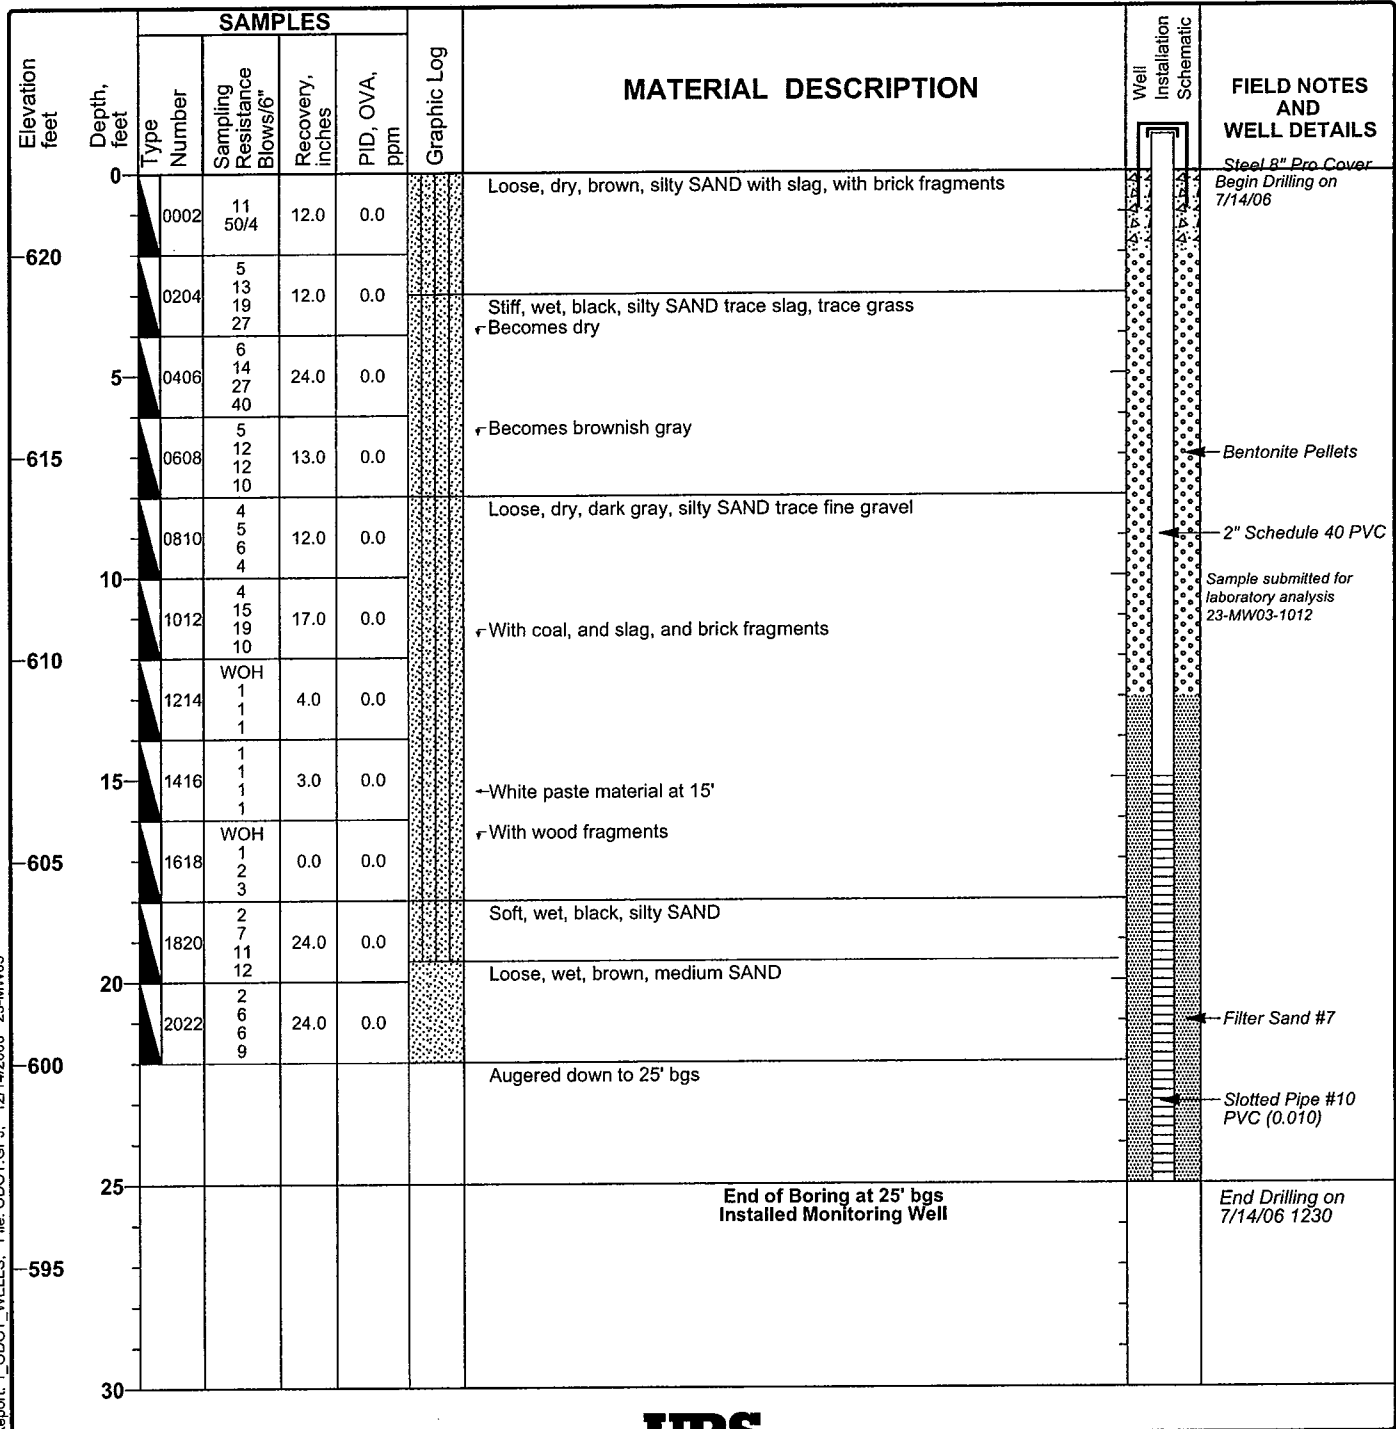 SAMPLES
Elevation
feet
Depth,
feet
Type
Number
Sampling
Resistance
Blows/6"
Recovery,
inches
PID, OVA,
ppm
Graphic Log
MATERIAL DESCRIPTION
Well
Installation
Schematic
FIELD NOTES
AND
WELL DETAILS
Steel 8" Pro Cover
Begin Drilling on
7/14/06
0
Loose, dry, brown, silty SAND with slag, with brick fragments
0002
11
50/4
12.0
0.0
620
0204
5
13
19
27
12.0
0.0
Stiff, wet, black, silty SAND trace slag, trace grass
Becomes dry
5
0406
6
14
27
40
24.0
0.0
Becomes brownish gray
615
0608
5
12
12
10
13.0
0.0
Bentonite Pellets
Loose, dry, dark gray, silty SAND trace fine gravel
0810
4
5
6
4
12.0
0.0
2" Schedule 40 PVC
10
Sample submitted for
laboratory analysis
23-MW03-1012
1012
4
15
19
10
17.0
0.0
With coal, and slag, and brick fragments
610
1214
WOH
1
1
1
4.0
0.0
15
1416
1
1
1
1
3.0
0.0
White paste material at 15'
With wood fragments
605
1618
WOH
1
2
3
0.0
0.0
Soft, wet, black, silty SAND
1820
2
7
11
12
24.0
0.0
Loose, wet, brown, medium SAND
20
2022
2
6
6
9
24.0
0.0
Filter Sand #7
600
Augered down to 25' bgs
Slotted Pipe #10
PVC (0.010)
25
End of Boring at 25' bgs
Installed Monitoring Well
End Drilling on
7/14/06 1230
595
30